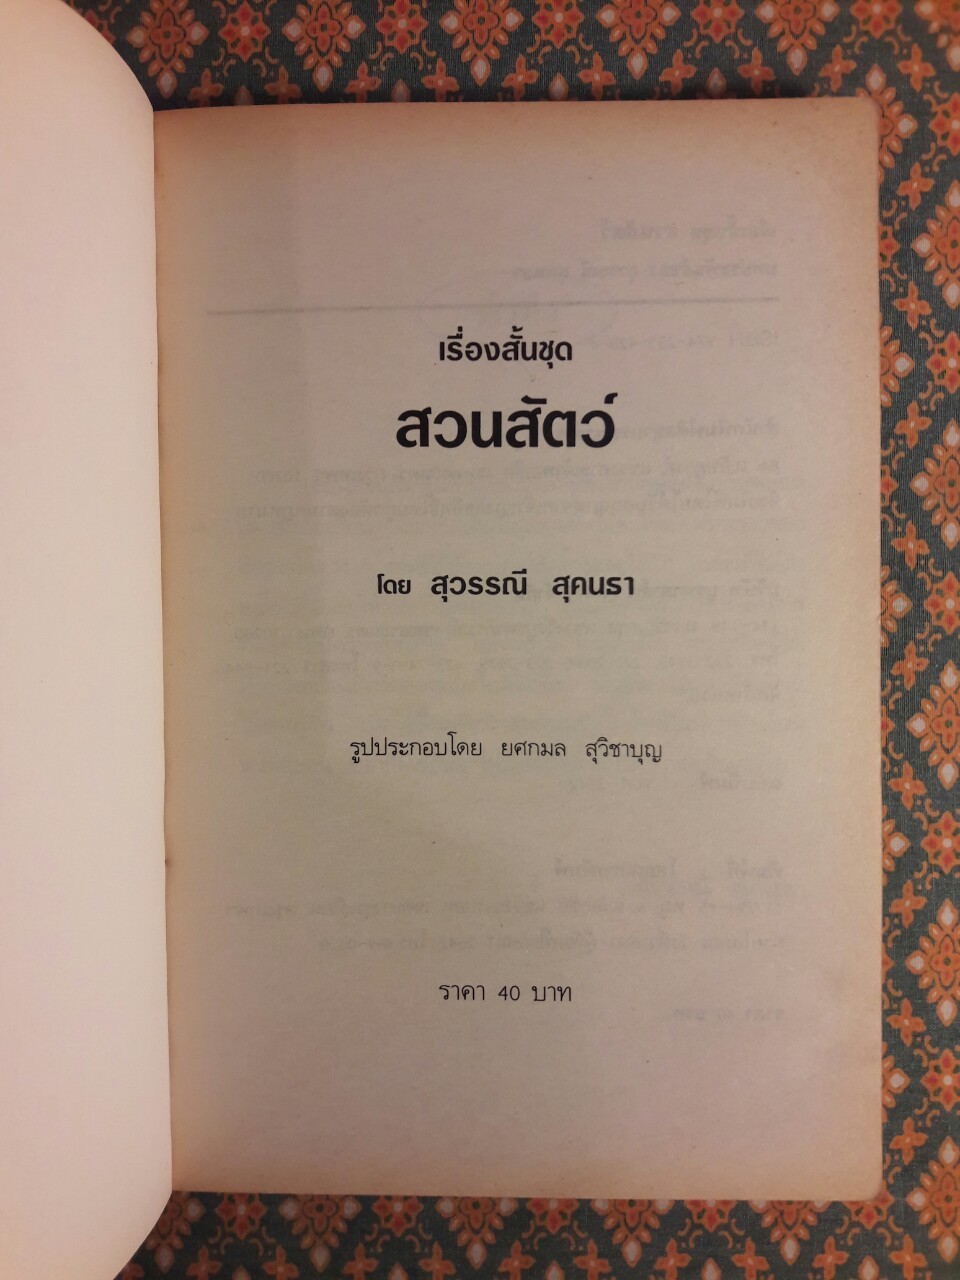 เรื่องสั้นชุด
สวนสัตว์
โดย สุวรรณี สุคนธา
รูปประกอบโดย ยศกมล สุวิชาบุญ
ราคา 40 บาท